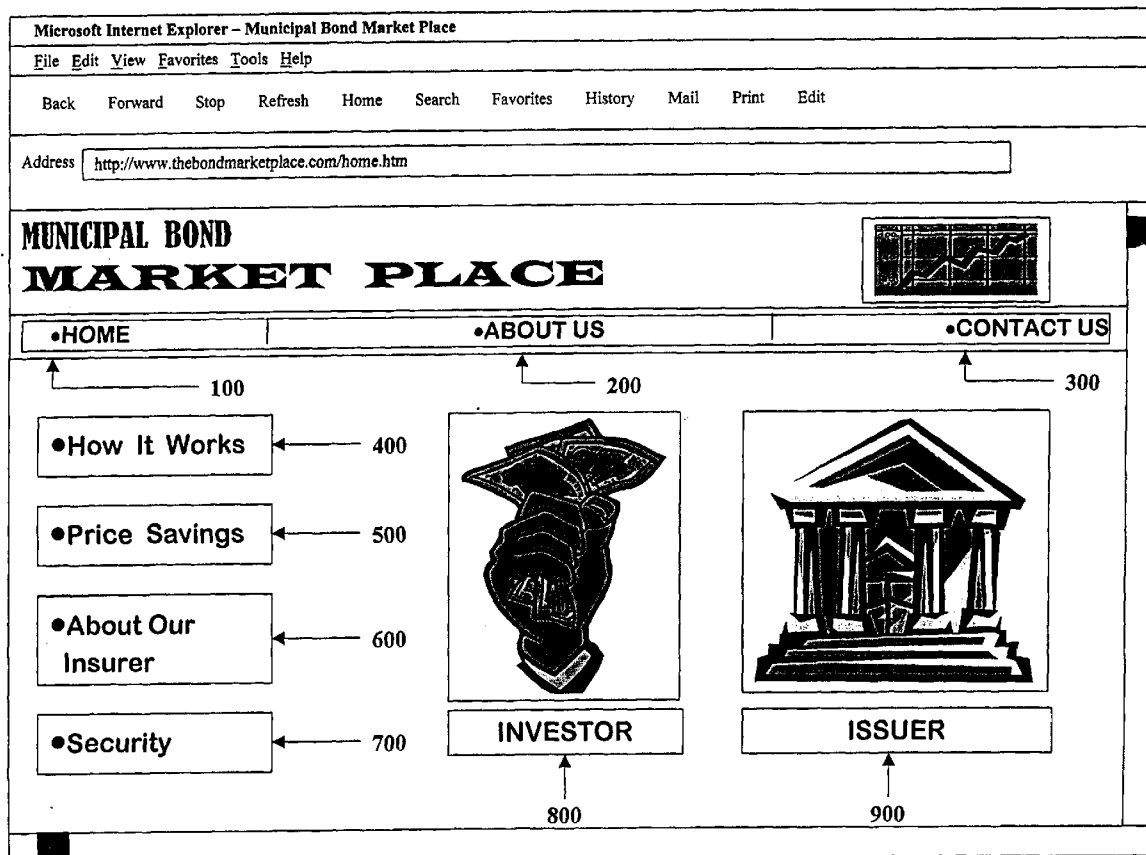 Microsoft Internet Explorer – Municipal Bond Market Place
File Edit View Favorites Tools Help
Back Forward Stop Refresh Home Search Favorites History Mail Print Edit
Address http://www.thebondmarketplace.com/home.htm
MUNICIPAL BOND
MARKET PLACE
•HOME •ABOUT US •CONTACT US
100 200 300
•How It Works 400
•Price Savings 500
•About Our
Insurer
600
•Security 700
INVESTOR ISSUER
800 900